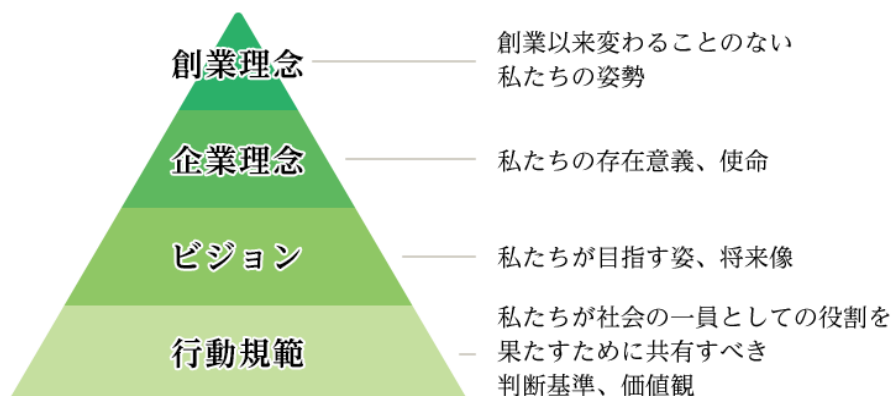 創業理念
創業以来変わることのない
私たちの姿勢
企業理念
私たちの存在意義、使命
ビジョン
私たちが目指す姿、将来像
行動規範
私たちが社会の一員としての役割を
果たすために共有すべき
判断基準、価値観